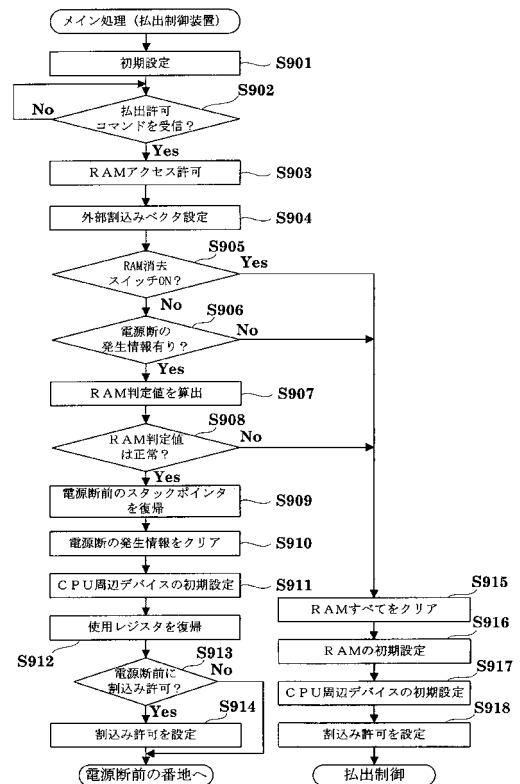 メイン処理（払出制御装置）
初期設定
S901
S902
No
払出許可
コマンドを受信？
Yes
RAMアクセス許可
S903
外部割込みベクタ設定
S904
S905
RAM消去
スイッチON？
Yes
No
S906
電源断の
発生情報有り？
No
Yes
RAM判定値を算出
S907
S908
RAM判定値
は正常？
No
Yes
電源断前のスタックポインタ
を復帰
S909
電源断の発生情報をクリア
S910
CPU周辺デバイスの初期設定
S911
使用レジスタを復帰
S912
S913
電源断前に
割込み許可？
No
Yes
S914
割込み許可を設定
電源断前の番地へ
S915
RAMすべてをクリア
S916
RAMの初期設定
S917
CPU周辺デバイスの初期設定
S918
割込み許可を設定
払出制御